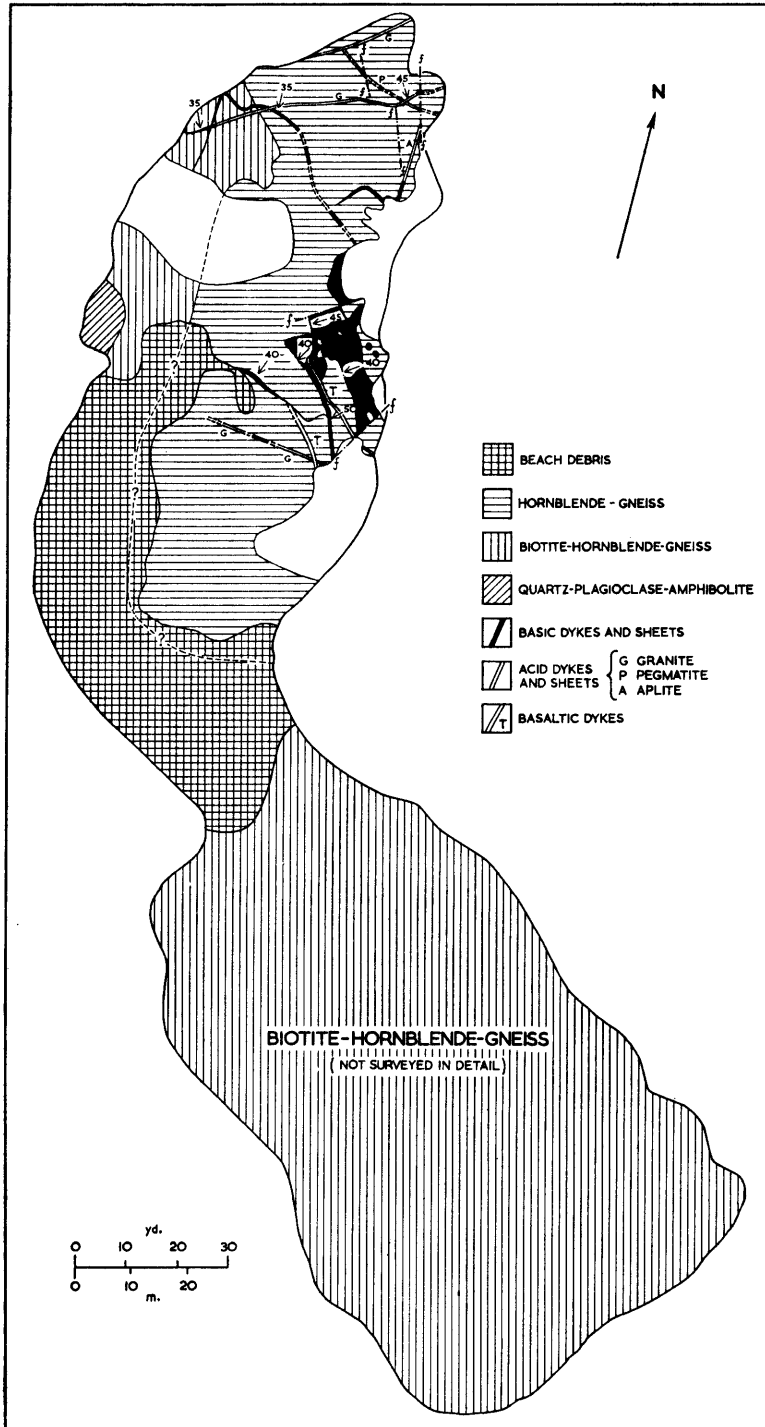 G
f
P
45
f
35
35
G
f
f
N
A
f
f
45
40
40
40
T
50
f
G
T
G
f
?
?
?
BEACH DEBRIS
HORNBLENDE - GNEISS
BIOTITE-HORNBLENDE-GNEISS
QUARTZ-PLAGIOCLASE-AMPHIBOLITE
BASIC DYKES AND SHEETS
ACID DYKES AND SHEETS
G GRANITE
P PEGMATITE
A APLITE
T BASALTIC DYKES
BIOTITE-HORNBLENDE-GNEISS
(NOT SURVEYED IN DETAIL)
yd.
0 10 20 30
0 10 20
m.